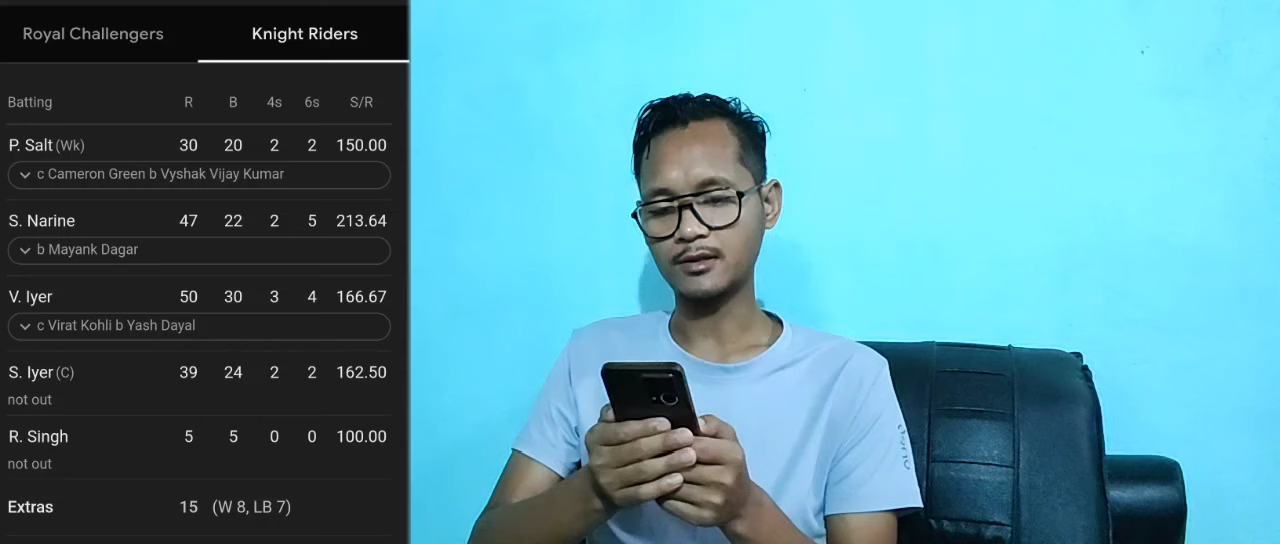 Royal Challengers Knight Riders
Batting R B 4s 6s S/R
P. Salt (Wk) 30 20 2 2 150.00
c Cameron Green b Vyshak Vijay Kumar
S. Narine 47 22 2 5 213.64
b Mayank Dagar
V. Iyer 50 30 3 4 166.67
c Virat Kohli b Yash Dayal
S. Iyer (C) 39 24 2 2 162.50
not out
R. Singh 5 5 0 0 100.00
not out
Extras 15 (W 8, LB 7)